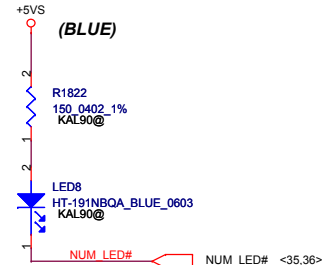 +5VS
(BLUE)
2
R1822
150_0402_1%
KAL90@
1
2
LED8
HT-191NBQA_BLUE_0603
KAL90@
1
NUM_LED#
NUM_LED# <35,36>